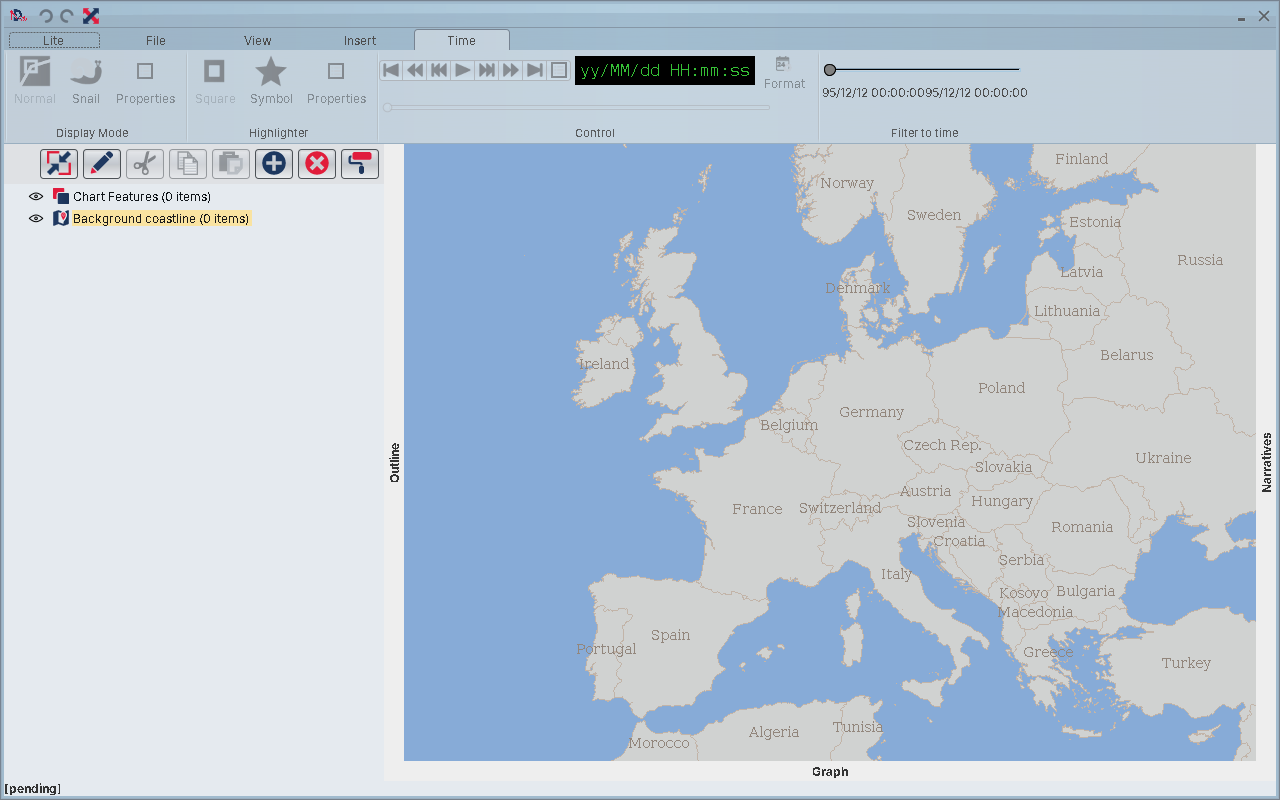 Lite File View Insert Time
yy/MM/dd HH:mm:ss
Normal Snail Properties Square Symbol Properties Format
95/12/12 00:00:0095/12/12 00:00:00
Display Mode Highlighter Control Filter to time
Chart Features (0 items)
Background coastline (0 items)
Finland
Norway
Sweden
Estonia
Russia
Latvia
Denmark
Lithuania
Belarus
Ireland
Poland
Germany
Belgium
Czech Rep.
Ukraine
Slovakia
Austria
Hungary
France
Switzerland
Slovenia
Romania
Croatia
Serbia
Italy
Kosovo
Bulgaria
Macedonia
Spain
Portugal
Greece
Turkey
Tunisia
Algeria
Morocco
Outline
Narratives
Graph
[pending]